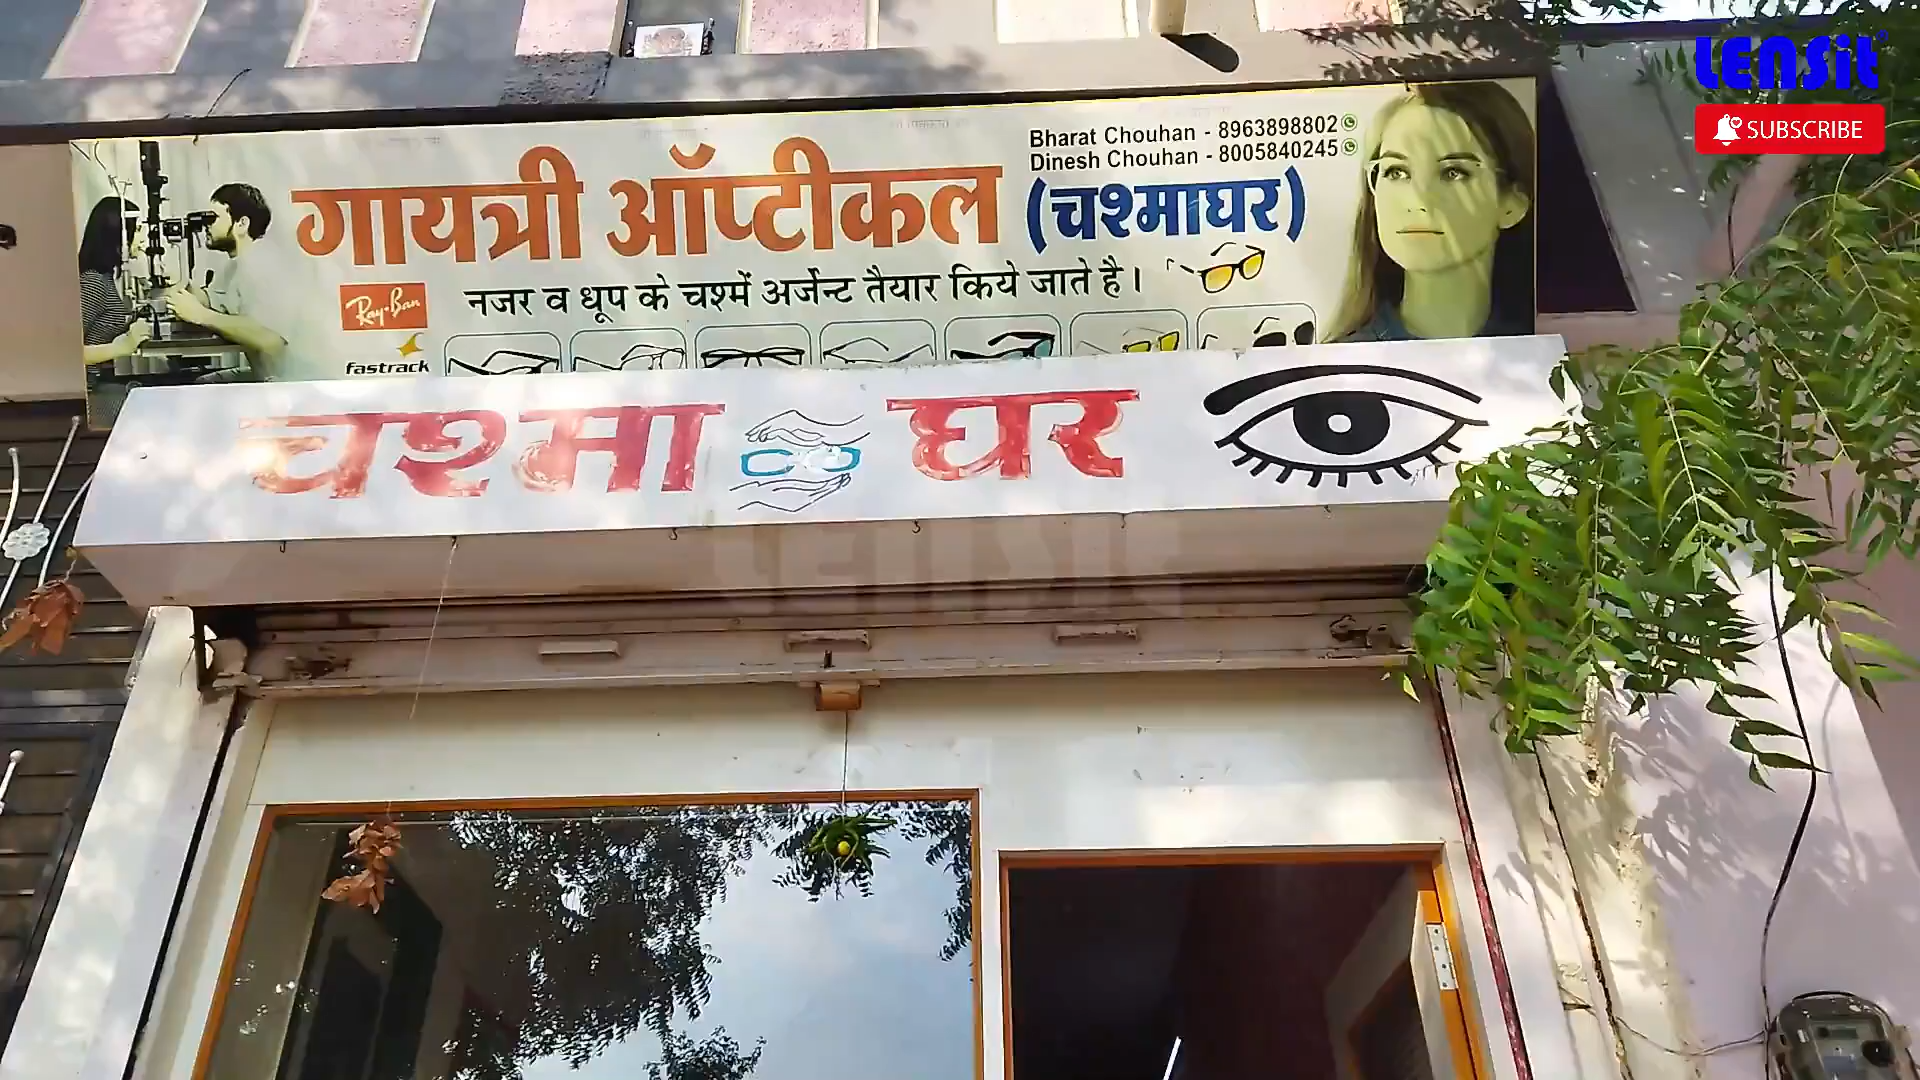 LENSit
SUBSCRIBE
Bharat Chouhan - 8963898802
Dinesh Chouhan - 8005840245
गायत्री ऑप्टीकल (चश्माघर)
नजर व धूप के चश्में अर्जेन्ट तैयार किये जाते है।
Ray-Ban
fastrack
चश्मा घर
LENSit